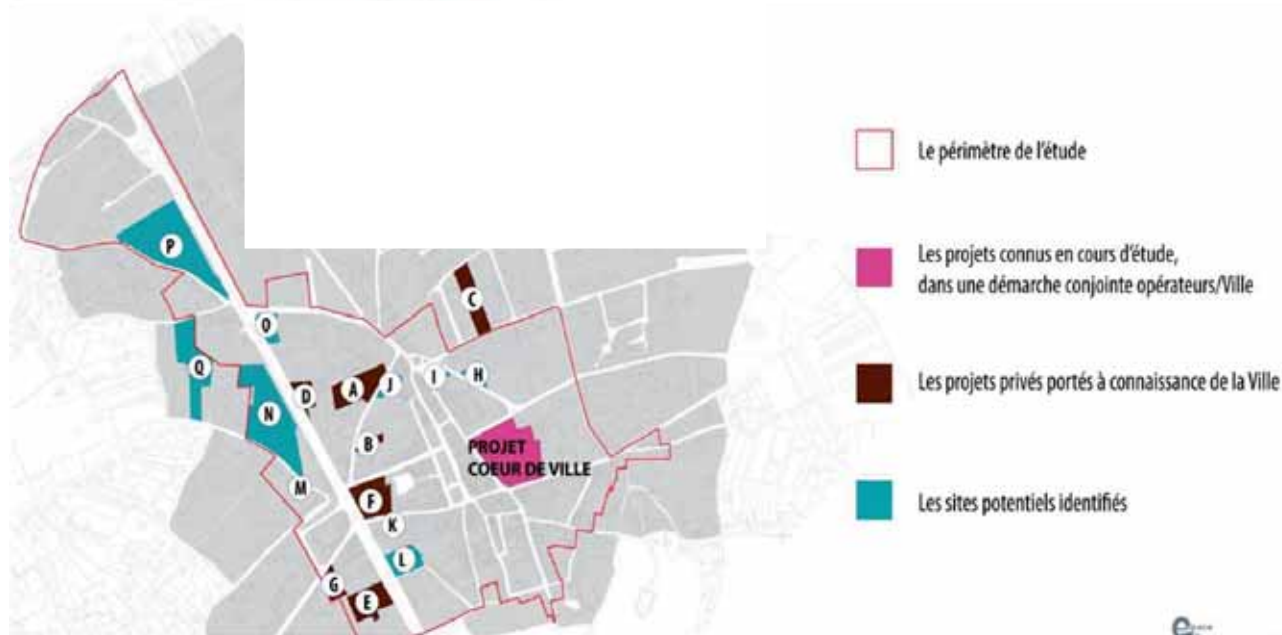 P
C
O
Q
D
A
J
I
H
N
B
PROJET
COEUR DE VILLE
M
F
K
L
G
E
Le périmètre de l'étude
Les projets connus en cours d'étude,
dans une démarche conjointe opérateurs/Ville
Les projets privés portés à connaissance de la Ville
Les sites potentiels identifiés